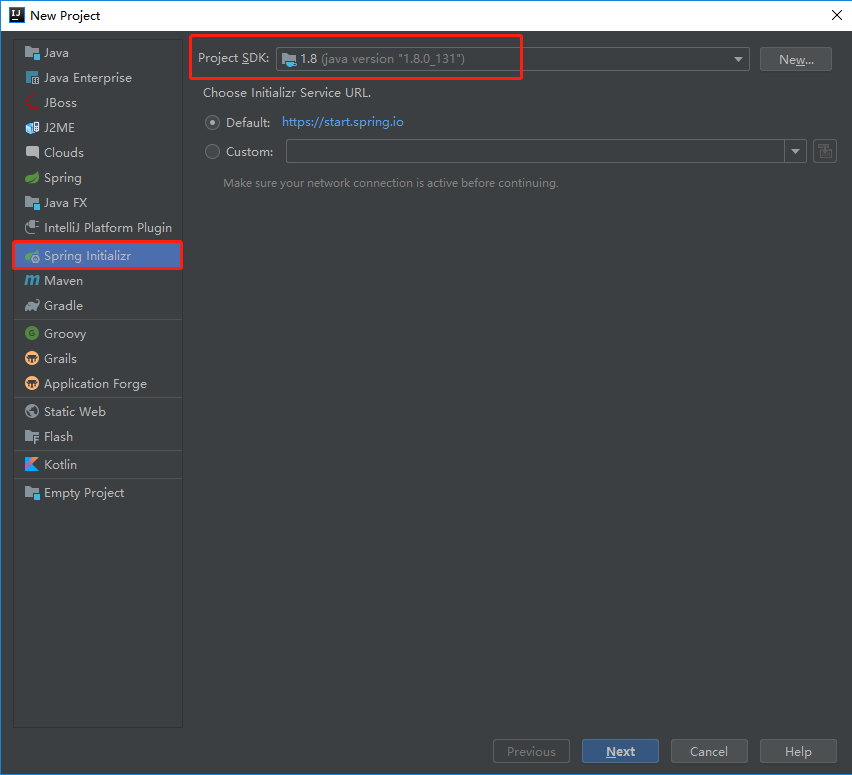 New Project
Java
Java Enterprise
JBoss
J2ME
Clouds
Spring
Java FX
IntelliJ Platform Plugin
Spring Initializr
Maven
Gradle
Groovy
Grails
Application Forge
Static Web
Flash
Kotlin
Empty Project
Project SDK: 1.8 (java version "1.8.0_131") New...
Choose Initializr Service URL.
Default: https://start.spring.io
Custom:
Make sure your network connection is active before continuing.
Previous Next Cancel Help